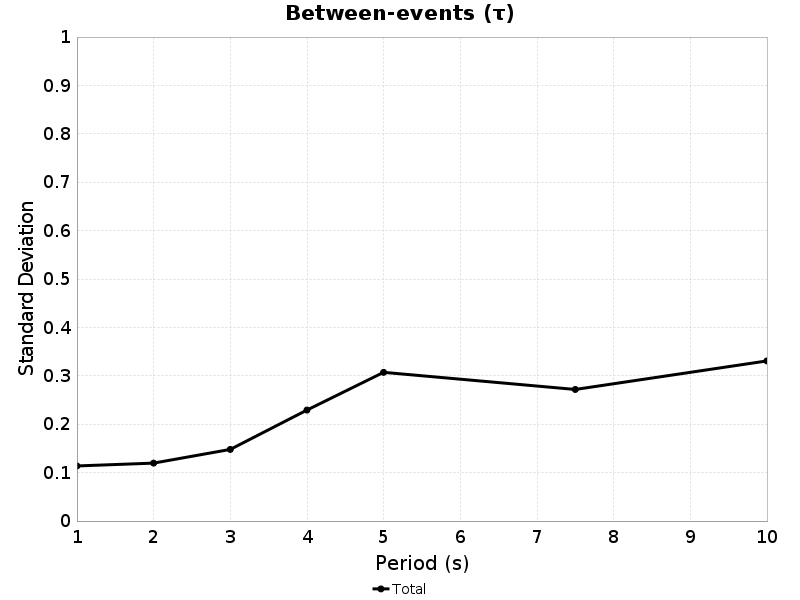 Between-events (τ)
1
0.9
0.8
0.7
0.6
0.5
0.4
0.3
0.2
0.1
0
Standard Deviation
1 2 3 4 5 6 7 8 9 10
Period (s)
Total